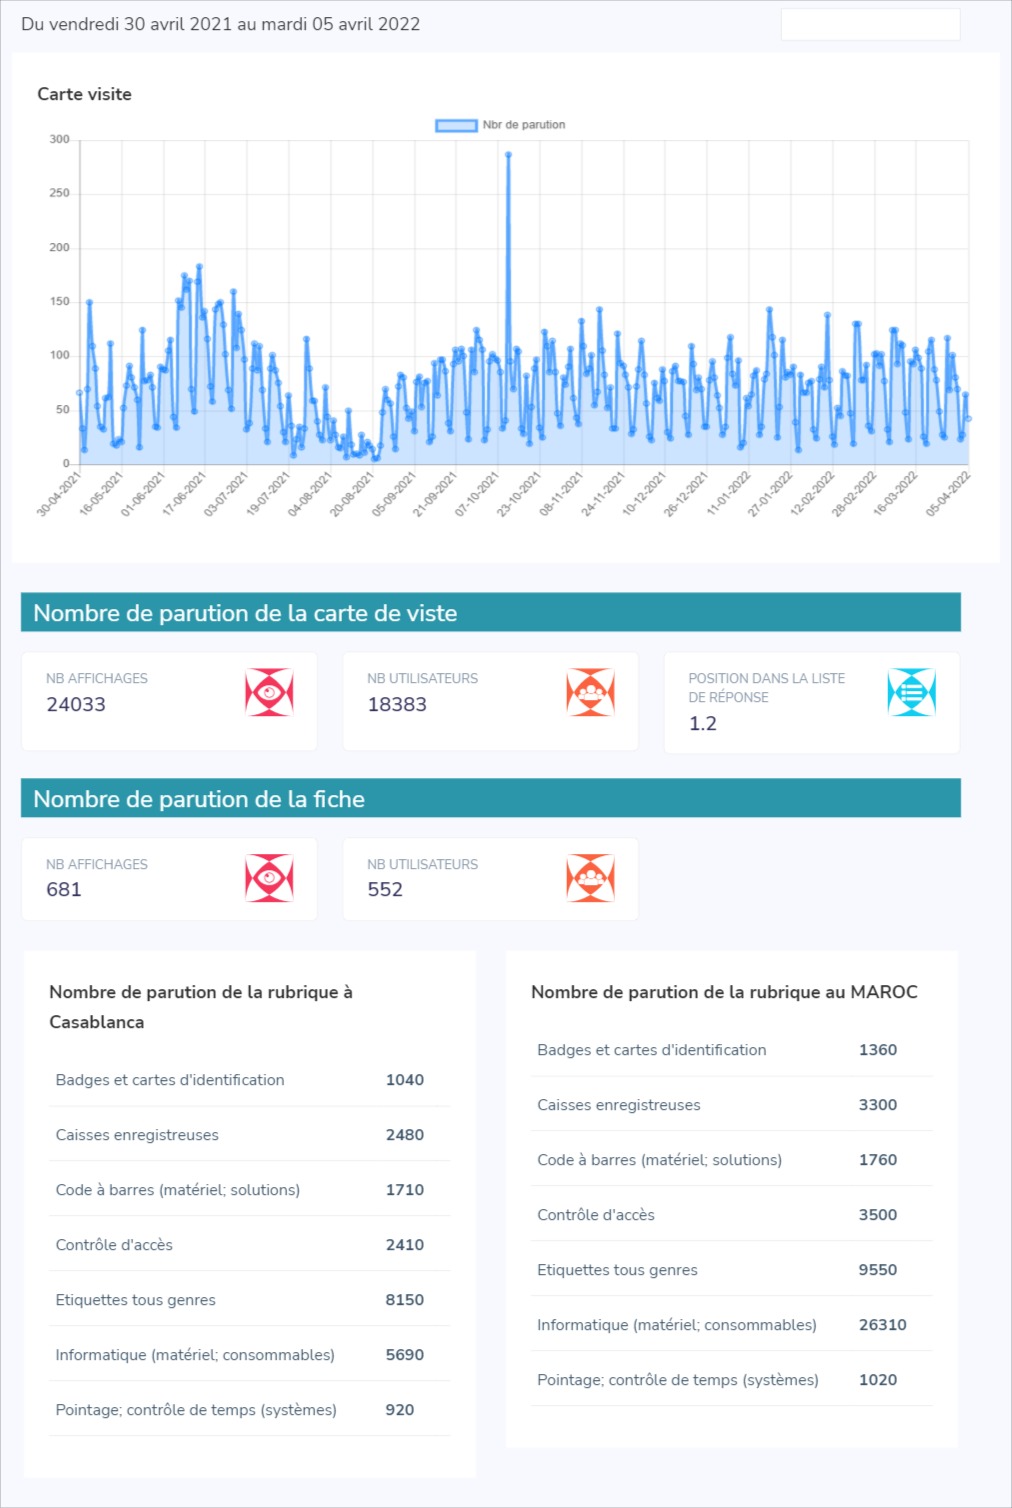 Du vendredi 30 avril 2021 au mardi 05 avril 2022
Carte visite
Nbr de parution
300
250
200
150
100
50
0
30-04-2021
16-05-2021
01-06-2021
17-06-2021
03-07-2021
19-07-2021
04-08-2021
20-08-2021
05-09-2021
21-09-2021
07-10-2021
23-10-2021
08-11-2021
24-11-2021
10-12-2021
26-12-2021
11-01-2022
27-01-2022
12-02-2022
28-02-2022
16-03-2022
05-04-2022
Nombre de parution de la carte de viste
NB AFFICHAGES
24033
NB UTILISATEURS
18383
POSITION DANS LA LISTE
DE RÉPONSE
1.2
Nombre de parution de la fiche
NB AFFICHAGES
681
NB UTILISATEURS
552
Nombre de parution de la rubrique à
Casablanca
Badges et cartes d'identification 1040
Caisses enregistreuses 2480
Code à barres (matériel; solutions) 1710
Contrôle d'accès 2410
Etiquettes tous genres 8150
Informatique (matériel; consommables) 5690
Pointage; contrôle de temps (systèmes) 920
Nombre de parution de la rubrique au MAROC
Badges et cartes d'identification 1360
Caisses enregistreuses 3300
Code à barres (matériel; solutions) 1760
Contrôle d'accès 3500
Etiquettes tous genres 9550
Informatique (matériel; consommables) 26310
Pointage; contrôle de temps (systèmes) 1020